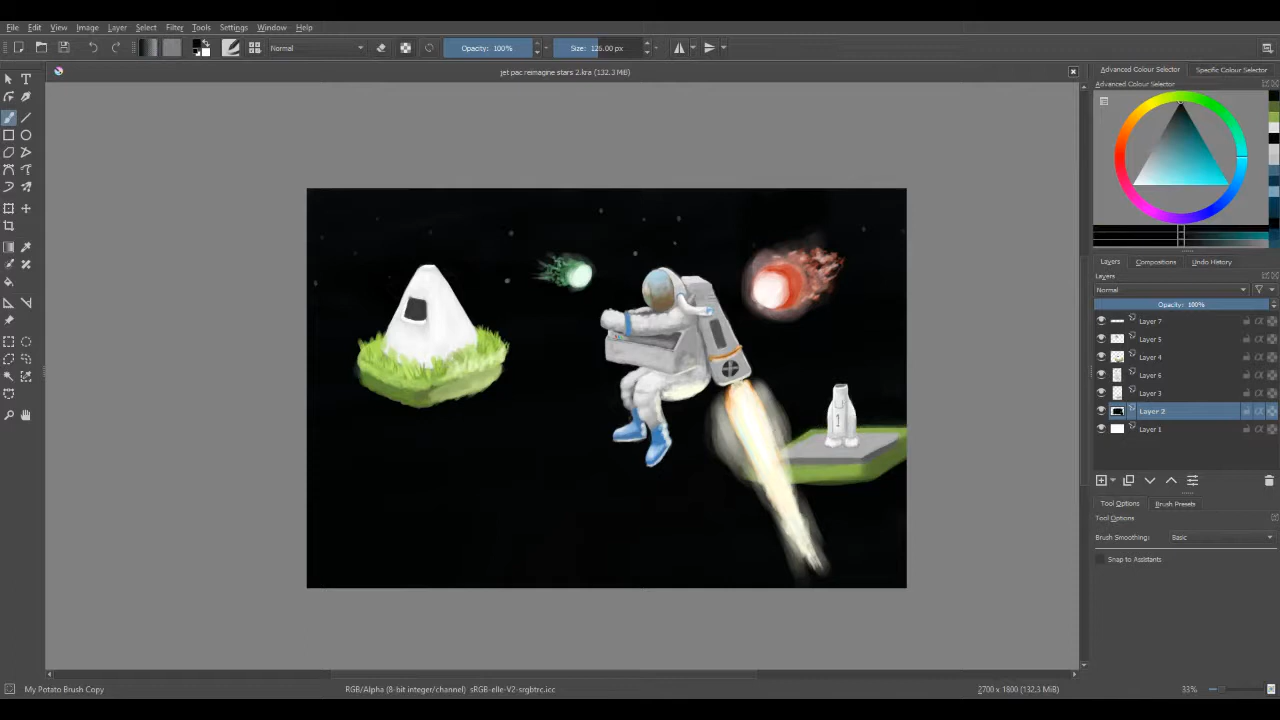 File Edit View Image Layer Select Filter Tools Settings Window Help
Normal Opacity: 100% Size: 125.00 px
jet pac reimagine stars 2.kra (132.3 MiB)
Advanced Colour Selector Specific Colour Selector
Advanced Colour Selector
Layers Compositions Undo History
Layers
Normal
Opacity: 100%
Layer 7
Layer 5
Layer 4
Layer 6
Layer 3
Layer 2
Layer 1
Tool Options Brush Presets
Tool Options
Brush Smoothing: Basic
Snap to Assistants
My Potato Brush Copy RGB/Alpha (8-bit integer/channel) sRGB-elle-V2-srgbtrc.icc 2700 x 1800 (132.3 MiB) 33%